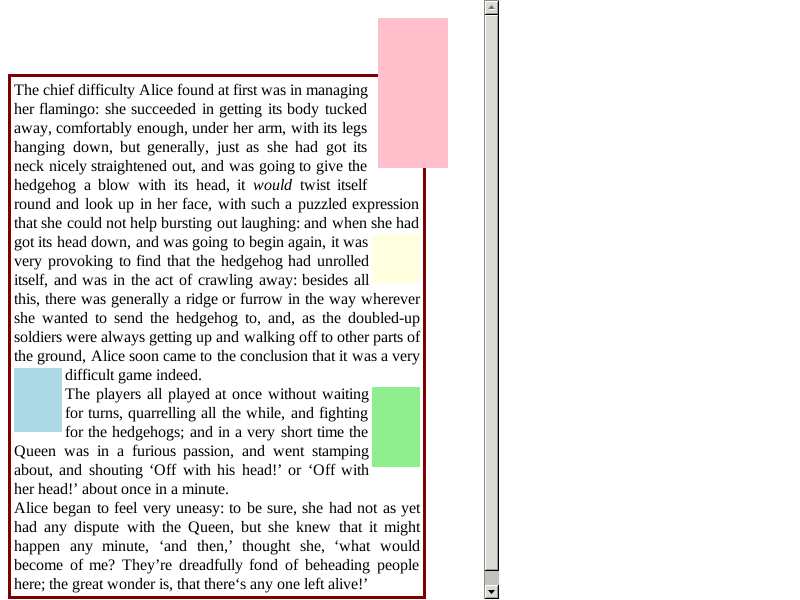 The chief difficulty Alice found at first was in managing
her flamingo: she succeeded in getting its body tucked
away, comfortably enough, under her arm, with its legs
hanging down, but generally, just as she had got its
neck nicely straightened out, and was going to give the
hedgehog a blow with its head, it would twist itself
round and look up in her face, with such a puzzled expression
that she could not help bursting out laughing: and when she had
got its head down, and was going to begin again, it was
very provoking to find that the hedgehog had unrolled
itself, and was in the act of crawling away: besides all
this, there was generally a ridge or furrow in the way wherever
she wanted to send the hedgehog to, and, as the doubled-up
soldiers were always getting up and walking off to other parts of
the ground, Alice soon came to the conclusion that it was a very
difficult game indeed.
The players all played at once without waiting
for turns, quarrelling all the while, and fighting
for the hedgehogs; and in a very short time the
Queen was in a furious passion, and went stamping
about, and shouting ‘Off with his head!’ or ‘Off with
her head!’ about once in a minute.
Alice began to feel very uneasy: to be sure, she had not as yet
had any dispute with the Queen, but she knew that it might
happen any minute, ‘and then,’ thought she, ‘what would
become of me? They’re dreadfully fond of beheading people
here; the great wonder is, that there‘s any one left alive!’